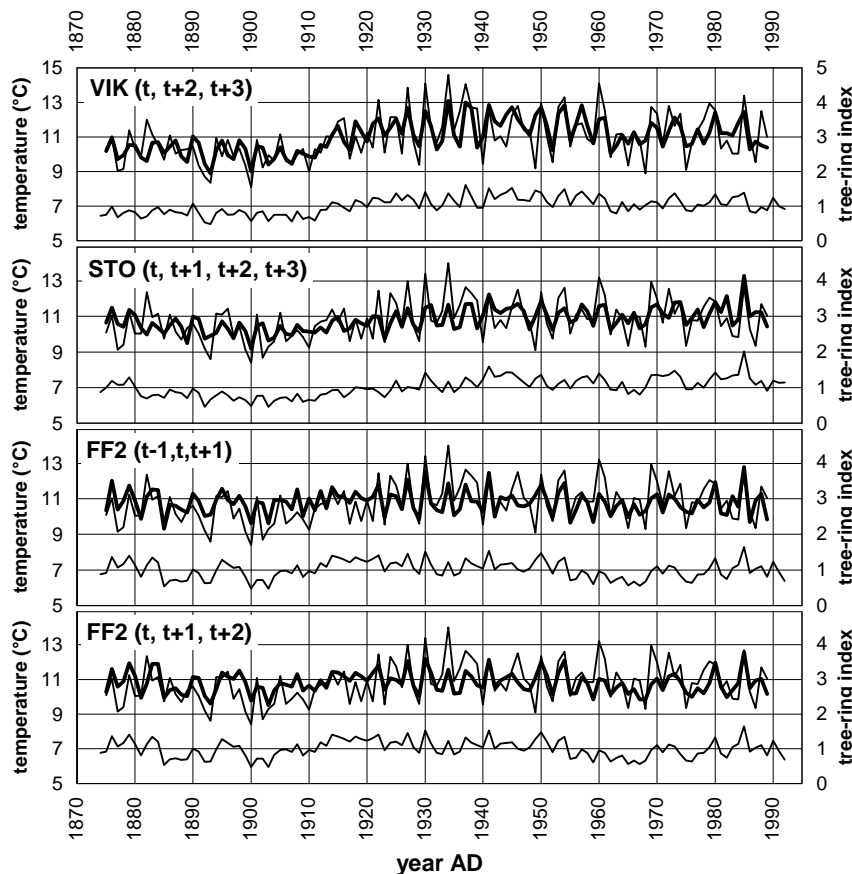 1870 1880 1890 1900 1910 1920 1930 1940 1950 1960 1970 1980 1990
VIK (t, t+2, t+3)
temperature (°C)
15
13
11
9
7
5
tree-ring index
5
4
3
2
1
0
STO (t, t+1, t+2, t+3)
temperature (°C)
13
11
9
7
5
tree-ring index
4
3
2
1
0
FF2 (t-1,t,t+1)
temperature (°C)
13
11
9
7
5
tree-ring index
4
3
2
1
0
FF2 (t, t+1, t+2)
temperature (°C)
13
11
9
7
5
tree-ring index
4
3
2
1
0
1870 1880 1890 1900 1910 1920 1930 1940 1950 1960 1970 1980 1990
year AD